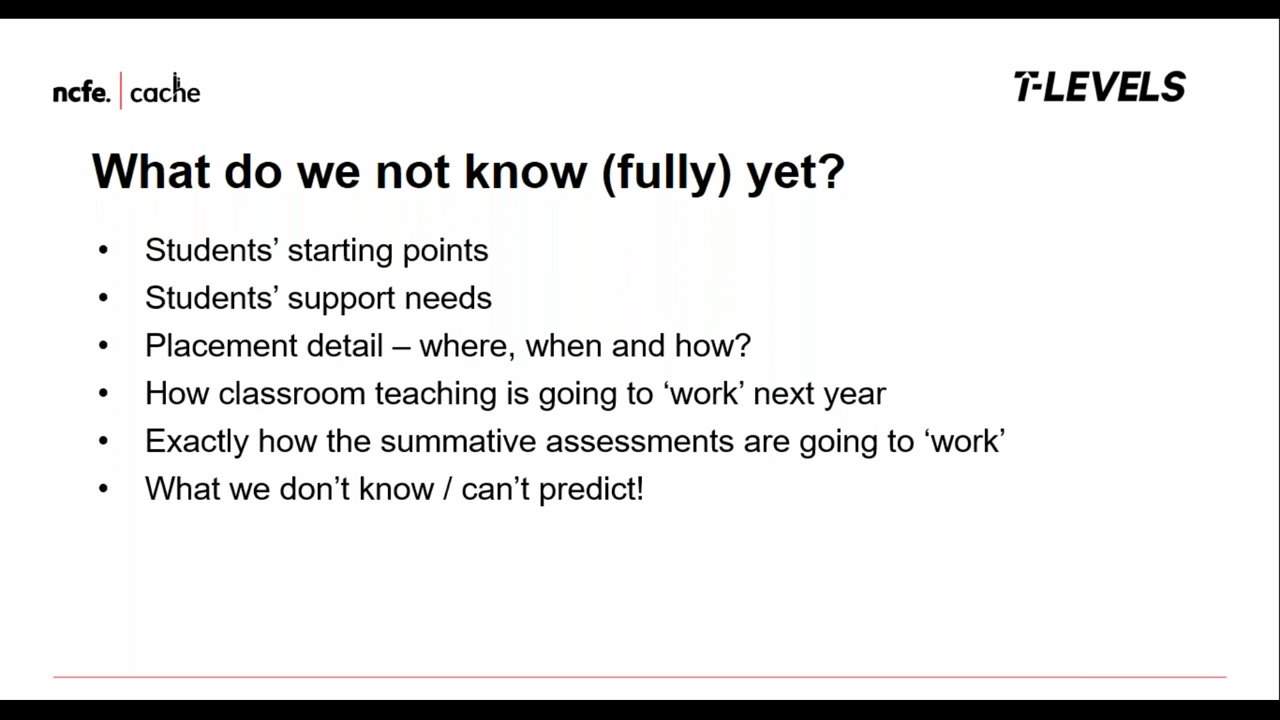 ncfe. cache
T-LEVELS
What do we not know (fully) yet?
• Students’ starting points
• Students’ support needs
• Placement detail – where, when and how?
• How classroom teaching is going to ‘work’ next year
• Exactly how the summative assessments are going to ‘work’
• What we don’t know / can’t predict!